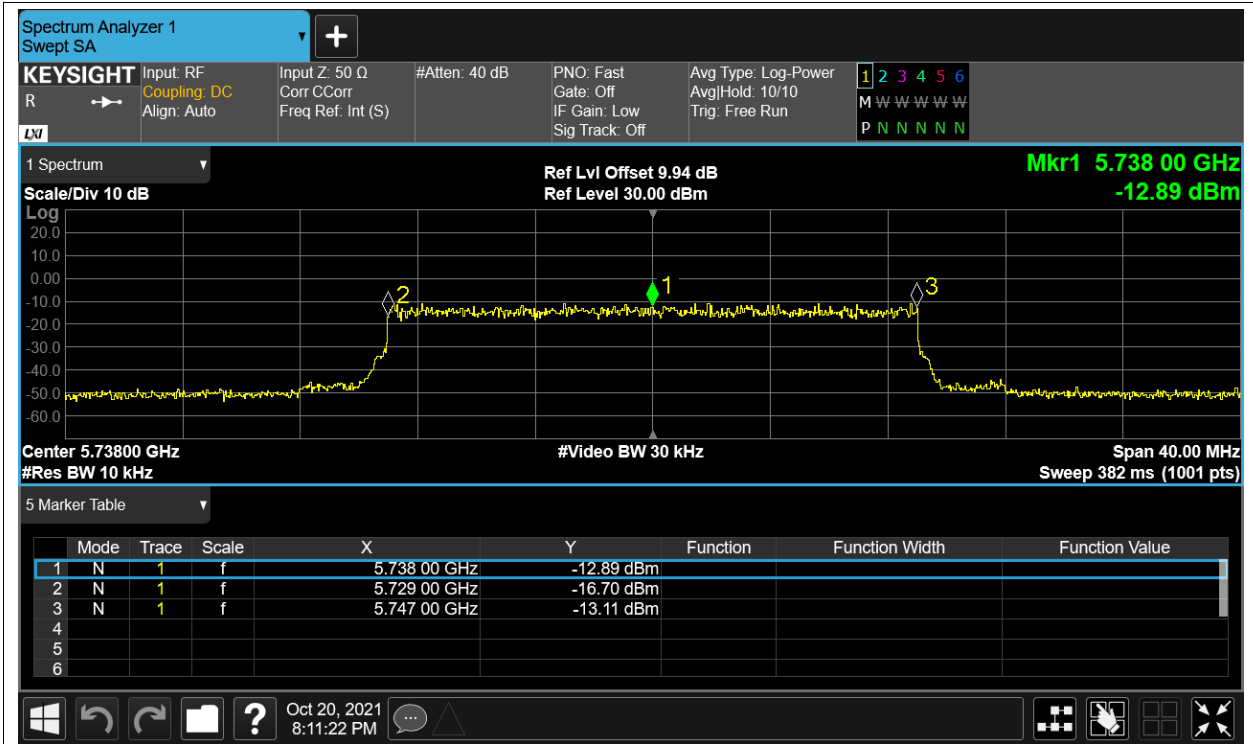 Spectrum Analyzer 1
Swept SA
+
KEYSIGHT Input: RF Input Z: 50 Ω #Atten: 40 dB PNO: Fast Avg Type: Log-Power 1 2 3 4 5 6
R Coupling: DC Corr CCorr Gate: Off Avg|Hold: 10/10 M W W W W W W
Align: Auto Freq Ref: Int (S) IF Gain: Low Trig: Free Run
LXI Sig Track: Off P N N N N N N
1 Spectrum Ref Lvl Offset 9.94 dB Mkr1 5.738 00 GHz
Scale/Div 10 dB Ref Level 30.00 dBm -12.89 dBm
Log
20.0
10.0
0.00
-10.0
-20.0
-30.0
-40.0
-50.0
-60.0
2 1 3
Center 5.73800 GHz #Video BW 30 kHz Span 40.00 MHz
#Res BW 10 kHz Sweep 382 ms (1001 pts)
5 Marker Table
Mode Trace Scale X Y Function Function Width Function Value
1 N 1 f 5.738 00 GHz -12.89 dBm
2 N 1 f 5.729 00 GHz -16.70 dBm
3 N 1 f 5.747 00 GHz -13.11 dBm
4
5
6
? Oct 20, 2021
8:11:22 PM